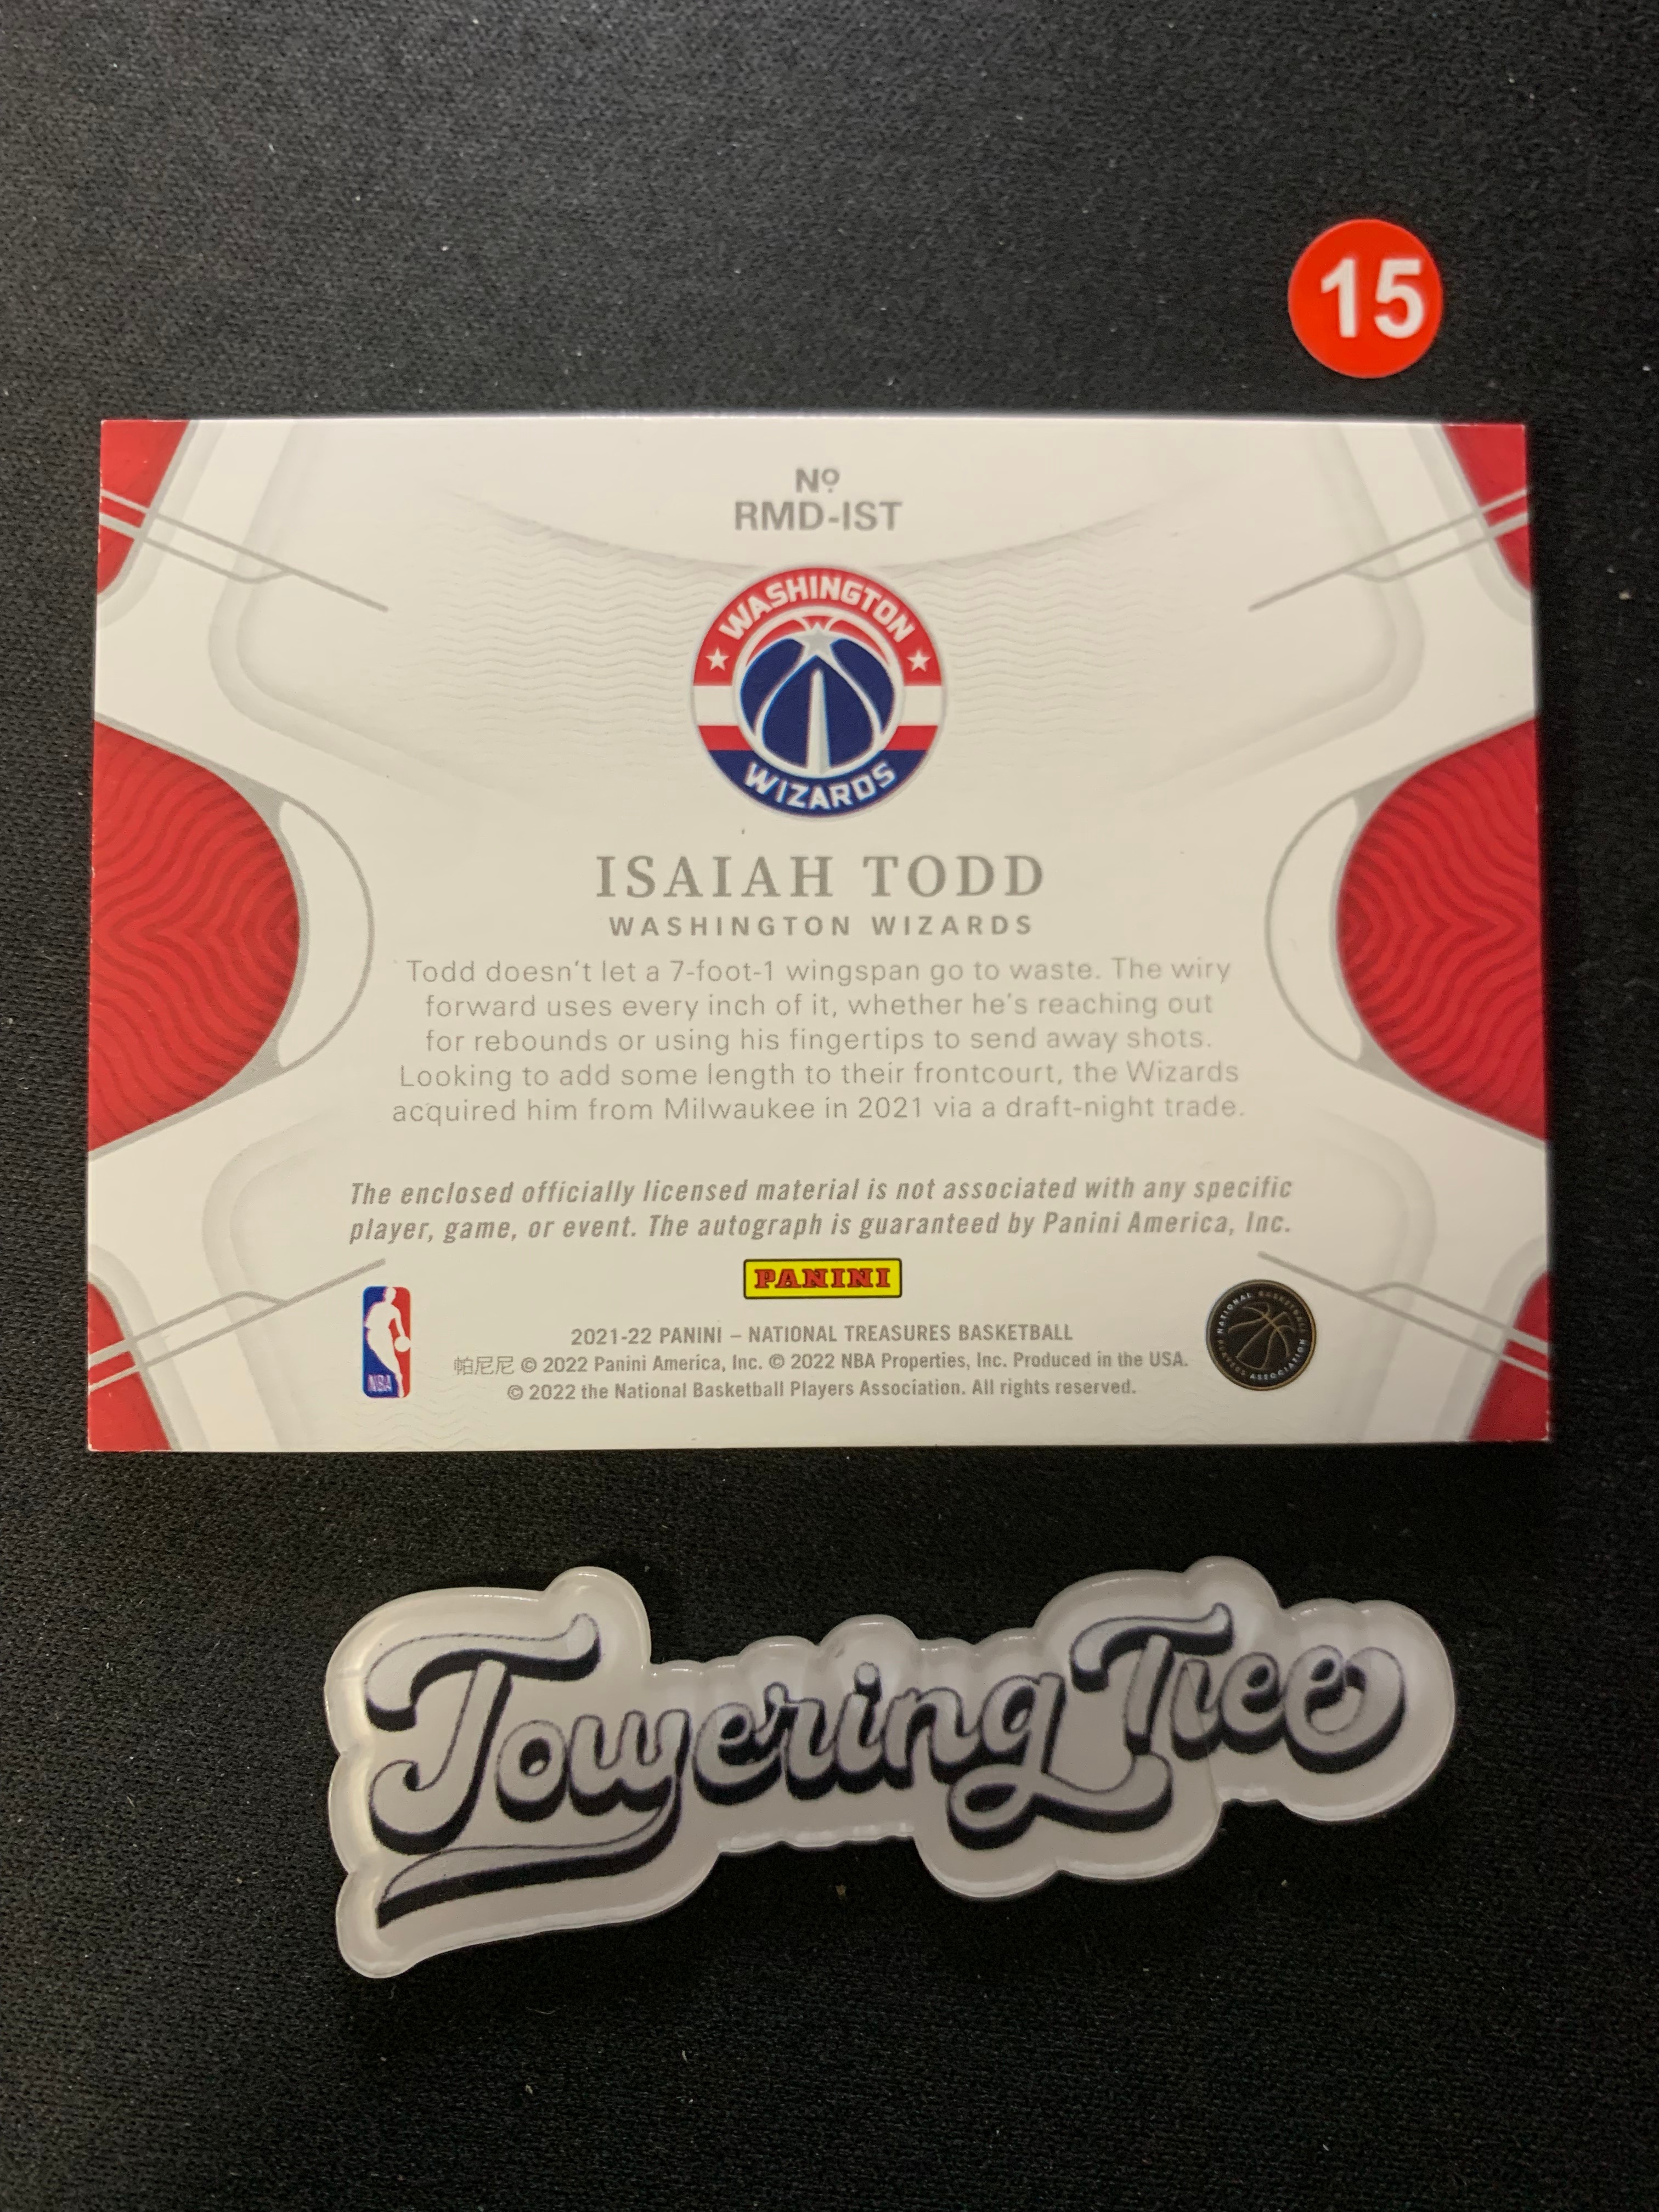 15
Nº
RMD-IST
WASHINGTON
WIZARDS
ISAIAH TODD
WASHINGTON WIZARDS
Todd doesn't let a 7-foot-1 wingspan go to waste. The wiry
forward uses every inch of it, whether he's reaching out
for rebounds or using his fingertips to send away shots.
Looking to add some length to their frontcourt, the Wizards
acquired him from Milwaukee in 2021 via a draft-night trade.
The enclosed officially licensed material is not associated with any specific
player, game, or event. The autograph is guaranteed by Panini America, Inc.
PANINI
NBA
NATIONAL BASKETBALL
PLAYERS ASSOCIATION
2021-22 PANINI – NATIONAL TREASURES BASKETBALL
帕尼尼 © 2022 Panini America, Inc. © 2022 NBA Properties, Inc. Produced in the USA.
© 2022 the National Basketball Players Association. All rights reserved.
Towering Tree